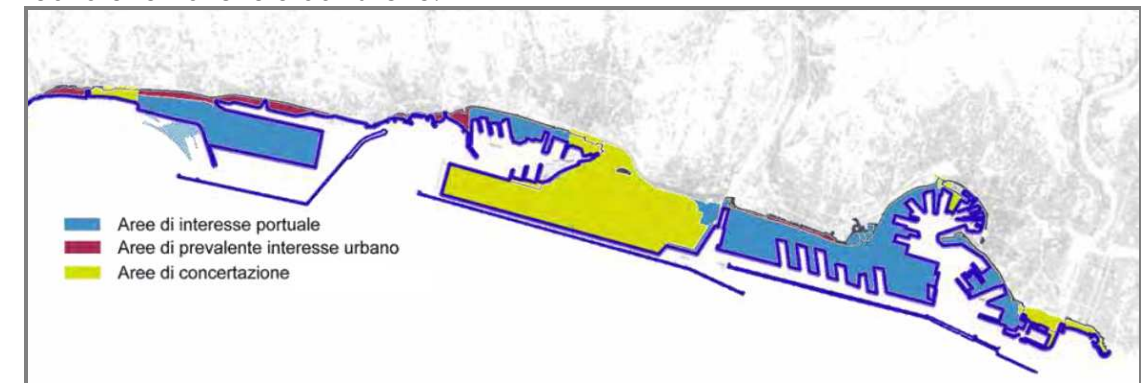 Aree di interesse portuale
Aree di prevalente interesse urbano
Aree di concertazione